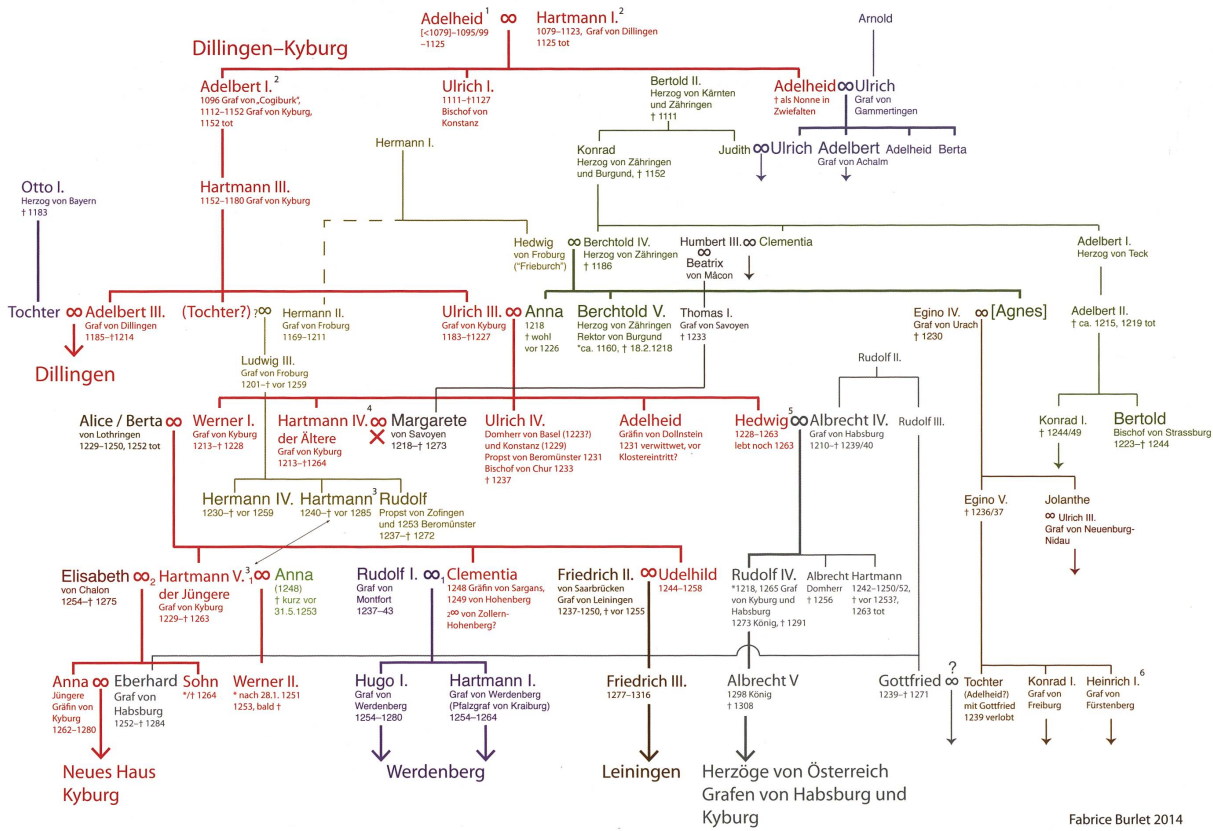 Adelheid 1 ∞ Hartmann I. 2
[<1079]–1095/99
–1125
1079–1123, Graf von Dillingen
1125 tot
Arnold
Dillingen–Kyburg
Adelbert I. 2
1096 Graf von „Cogiburk“,
1112–1152 Graf von Kyburg,
1152 tot
Ulrich I.
1111–†1127
Bischof von
Konstanz
Bertold II.
Herzog von Kärnten
und Zähringen
† 1111
Adelheid ∞ Ulrich
† als Nonne in
Zwiefalten
Graf von
Gammertingen
Hermann I.
Konrad
Herzog von Zähringen
und Burgund, † 1152
Judith ∞ Ulrich Adelbert Adelheid Berta
Graf von Achalm
Otto I.
Herzog von Bayern
† 1183
Hartmann III.
1152–1180 Graf von Kyburg
Hedwig
von Froburg
("Frieburch")
∞ Berchtold IV.
Herzog von Zähringen
† 1186
Humbert III. ∞ Clementia
∞
Beatrix
von Mâcon
Adelbert I.
Herzog von Teck
Tochter ∞ Adelbert III.
Graf von Dillingen
1185–†1214
(Tochter?) ? ∞ Hermann II.
Graf von Froburg
1169–1211
Ulrich III. ∞ Anna
Graf von Kyburg
1183–†1227
1218
† wohl
vor 1226
Berchtold V.
Herzog von Zähringen
Rektor von Burgund
*ca. 1160, † 18.2.1218
Thomas I.
Graf von Savoyen
† 1233
Egino IV. ∞ [Agnes]
Graf von Urach
† 1230
Adelbert II.
† ca. 1215, 1219 tot
Dillingen
Ludwig III.
Graf von Froburg
1201–† vor 1259
Rudolf II.
Alice / Berta ∞ Werner I.
von Lothringen
1229–1250, 1252 tot
Graf von Kyburg
1213–† 1228
Hartmann IV. 4 ∞ Margarete
der Ältere
Graf von Kyburg
1213–†1264
von Savoyen
1218–† 1273
Ulrich IV.
Domherr von Basel (1223?)
und Konstanz (1229)
Propst von Beromünster 1231
Bischof von Chur 1233
† 1237
Adelheid
Gräfin von Dollnstein
1231 verwittwet, vor
Klostereintritt?
Hedwig 5 ∞ Albrecht IV.
1228–1263
lebt noch 1263
Graf von Habsburg
1210–† 1239/40
Rudolf III.
Konrad I.
† 1244/49
Bertold
Bischof von Strassburg
1223–† 1244
Hermann IV.
1230–† vor 1259
Hartmann 3
1240–† vor 1285
Rudolf
Propst von Zofingen
und 1253 Beromünster
1237–† 1272
Egino V.
† 1236/37
Jolanthe
∞ Ulrich III.
Graf von Neuenburg-
Nidau
Elisabeth ∞ 2 Hartmann V. 3 1 ∞ Anna
von Chalon
1254–† 1275
der Jüngere
Graf von Kyburg
1229–† 1263
(1248)
† kurz vor
31.5.1253
Rudolf I. ∞ 1 Clementia
Graf von
Montfort
1237–43
1248 Gräfin von Sargans,
1249 von Hohenberg
2 ∞ von Zollern-
Hohenberg?
Friedrich II. ∞ Udelhild
von Saarbrücken
Graf von Leiningen
1237-1250, † vor 1255
1244–1258
Rudolf IV.
*1218, 1265 Graf
von Kyburg und
Habsburg
1273 König, † 1291
Albrecht
Domherr
† 1256
Hartmann
1242–1250/52,
† vor 1253?,
1263 tot
Anna ∞ Eberhard
Jüngere
Gräfin von
Kyburg
1262–1280
Graf von
Habsburg
1252–† 1284
Sohn
*/† 1264
Werner II.
* nach 28.1. 1251
1253, bald †
Hugo I.
Graf von
Werdenberg
1254–1280
Hartmann I.
Graf von Werdenberg
(Pfalzgraf von Kraiburg)
1254–1264
Friedrich III.
1277–1316
Albrecht V
1298 König
† 1308
Gottfried ? ∞
1239–† 1271
Tochter
(Adelheid?)
mit Gottfried
1239 verlobt
Konrad I.
Graf von
Freiburg
Heinrich I. 6
Graf von
Fürstenberg
Neues Haus
Kyburg
Werdenberg
Leiningen
Herzöge von Österreich
Grafen von Habsburg und
Kyburg
Fabrice Burlet 2014